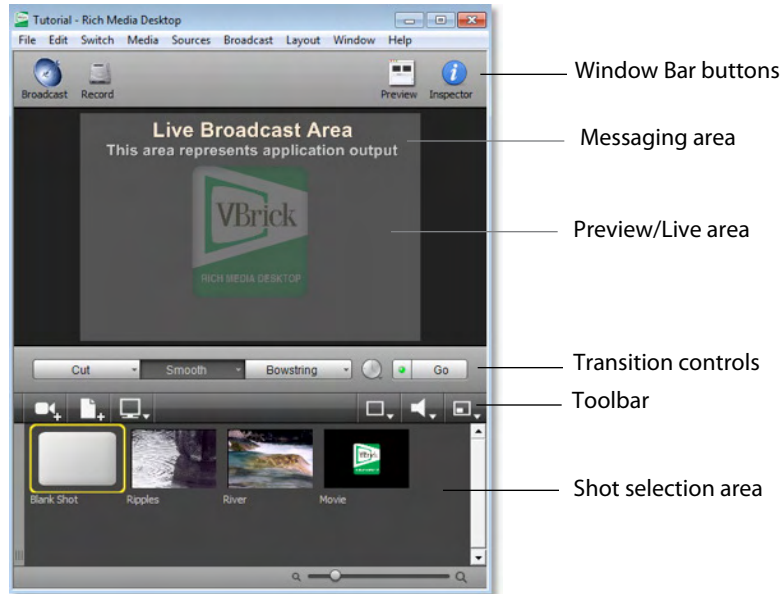 Tutorial - Rich Media Desktop
File Edit Switch Media Sources Broadcast Layout Window Help
Broadcast Record Preview Inspector
Window Bar buttons
Live Broadcast Area
This area represents application output
Messaging area
VBrick
RICH MEDIA DESKTOP
Preview/Live area
Cut Smooth Bowstring Go
Transition controls
Toolbar
VBrick
Blank Shot Ripples River Movie
Shot selection area